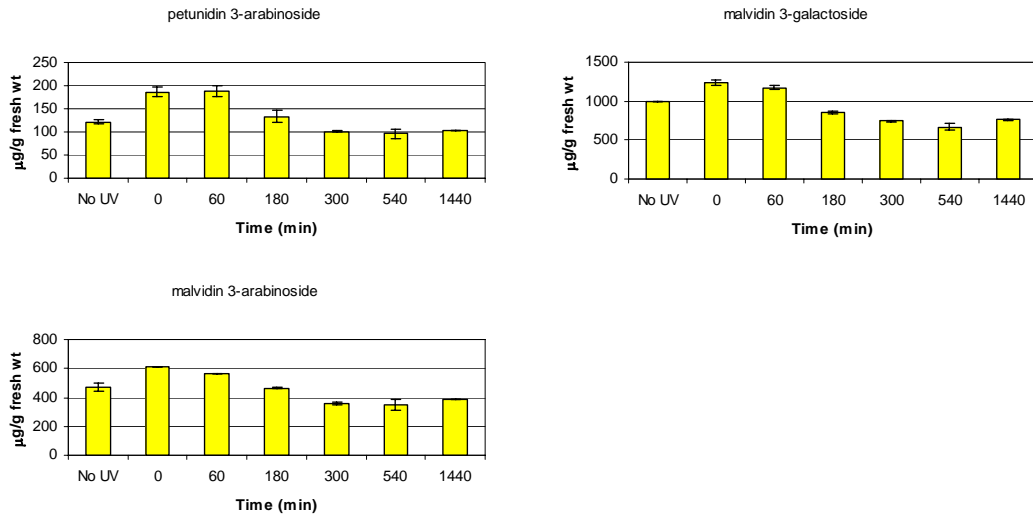 petunidin 3-arabinoside
250
200
150
100
50
0
µg/g fresh wt
No UV 0 60 180 300 540 1440
Time (min)
malvidin 3-galactoside
1500
1000
500
0
µg/g fresh wt
No UV 0 60 180 300 540 1440
Time (min)
malvidin 3-arabinoside
800
600
400
200
0
µg/g fresh wt
No UV 0 60 180 300 540 1440
Time (min)